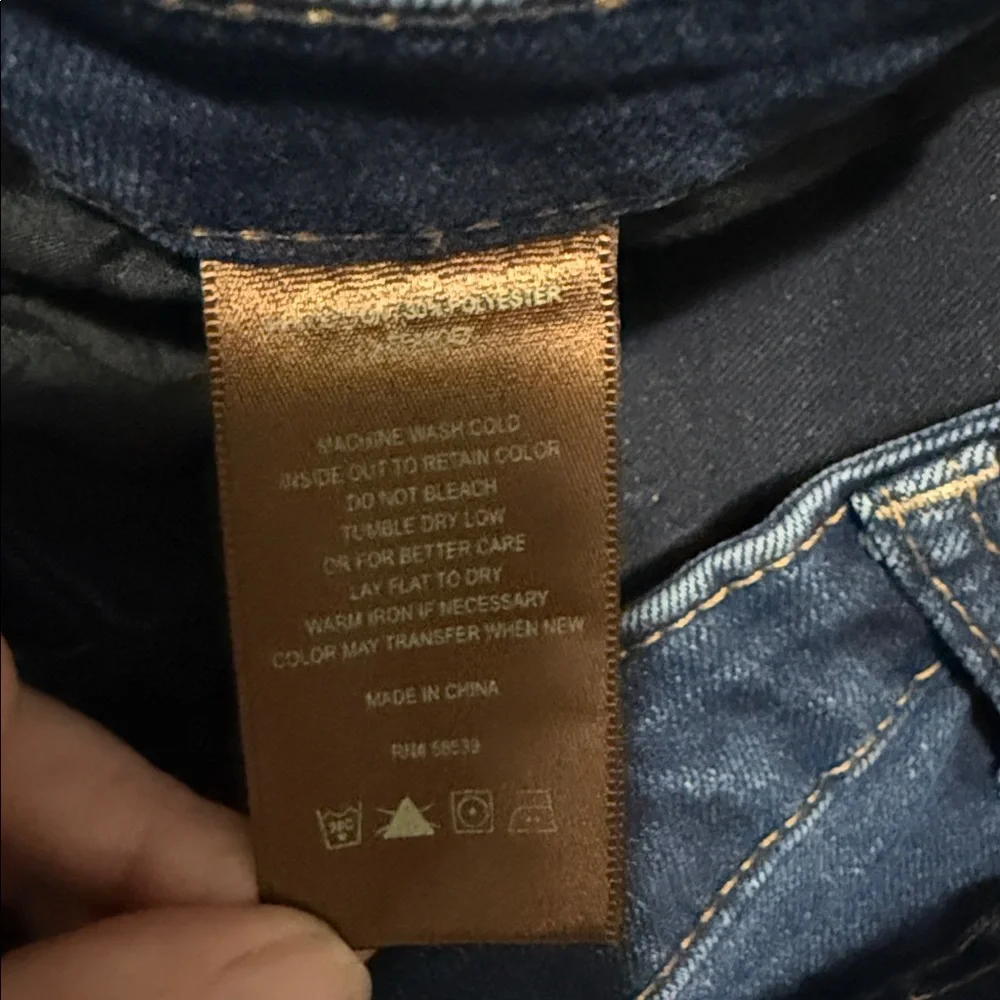 POLYESTER
MACHINE WASH COLD
INSIDE OUT TO RETAIN COLOR
DO NOT BLEACH
TUMBLE DRY LOW
OR FOR BETTER CARE
LAY FLAT TO DRY
WARM IRON IF NECESSARY
COLOR MAY TRANSFER WHEN NEW
MADE IN CHINA
RN#